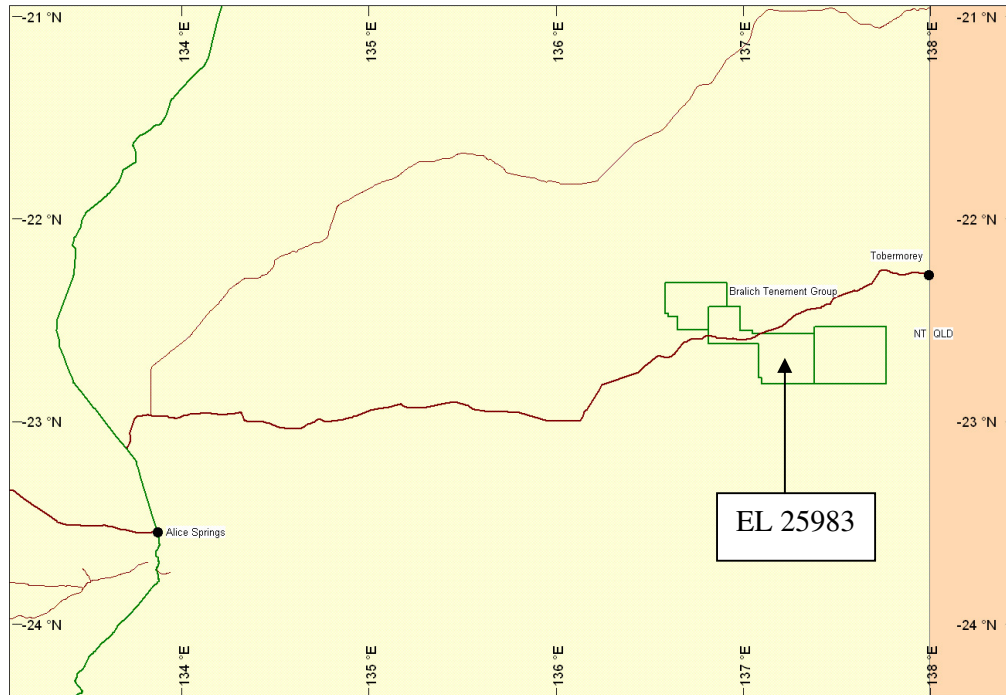 134 °E
135 °E
136 °E
137 °E
138 °E
-21 °N
-21 °N
-22 °N
-22 °N
Tobermorey
Bralich Tenement Group
NT QLD
-23 °N
-23 °N
EL 25983
Alice Springs
-24 °N
-24 °N
134 °E
135 °E
136 °E
137 °E
138 °E